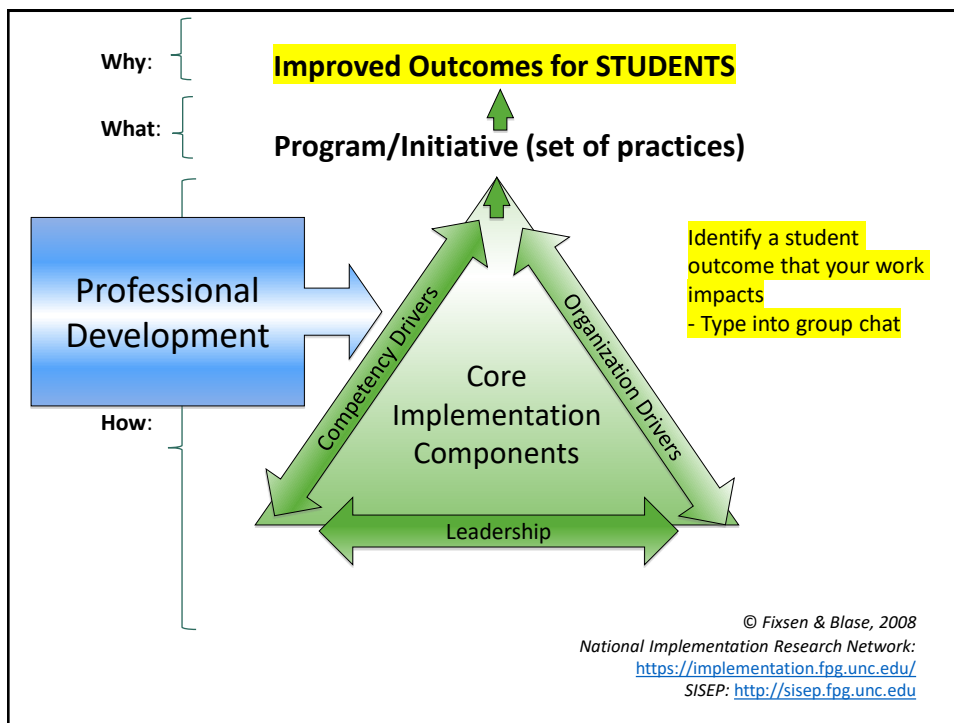 Why:
Improved Outcomes for STUDENTS
What:
Program/Initiative (set of practices)
Professional
Development
Identify a student
outcome that your work
impacts
- Type into group chat
Competency Drivers
Organization Drivers
Core
Implementation
Components
How:
Leadership
© Fixsen & Blase, 2008
National Implementation Research Network:
https://implementation.fpg.unc.edu/
SISEP: http://sisep.fpg.unc.edu